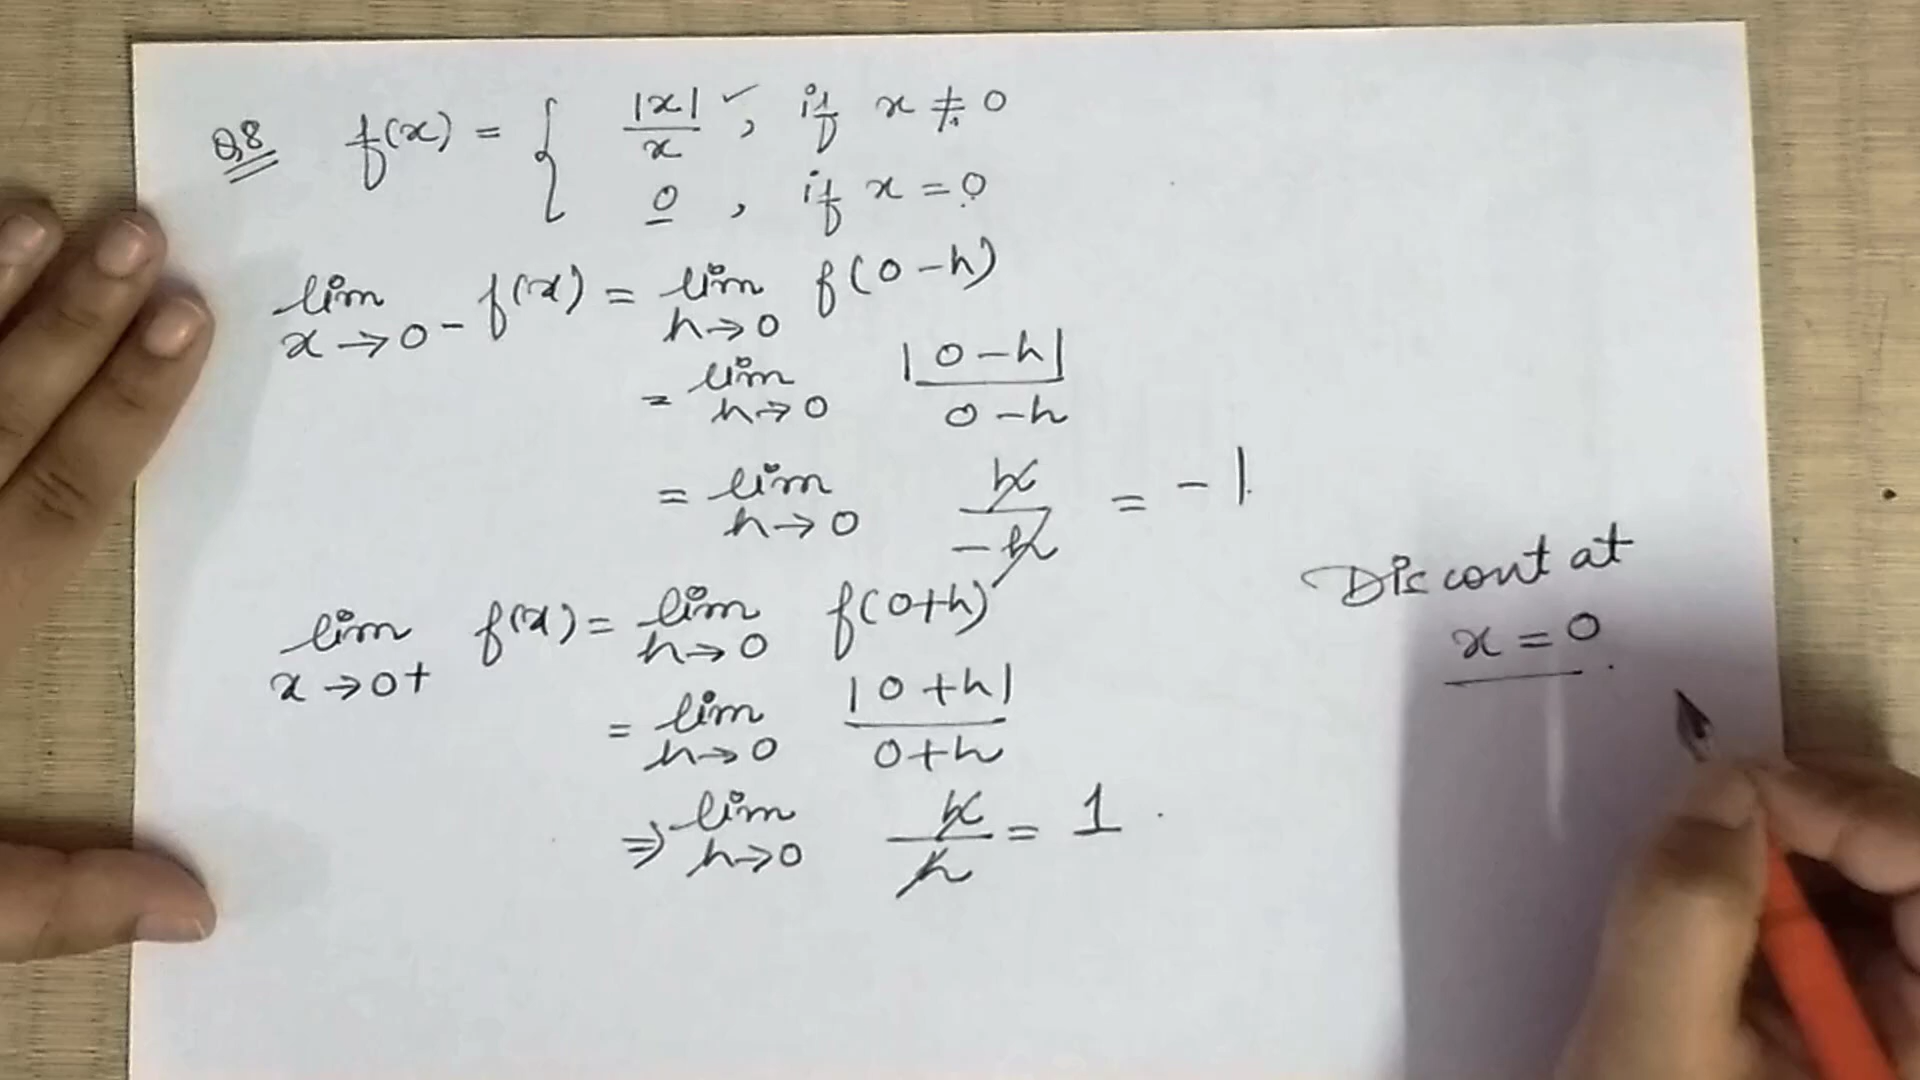 Q8 f(x) = { |x|/x ✓, if x ≠ 0
0 , if x = 0
lim x→0- f(x) = lim h→0 f(0-h)
= lim h→0 |0-h|/0-h
= lim h→0 h/-h = -1
lim x→0+ f(x) = lim h→0 f(0+h)
= lim h→0 |0+h|/0+h
⇒ lim h→0 h/h = 1
Discont at
x = 0